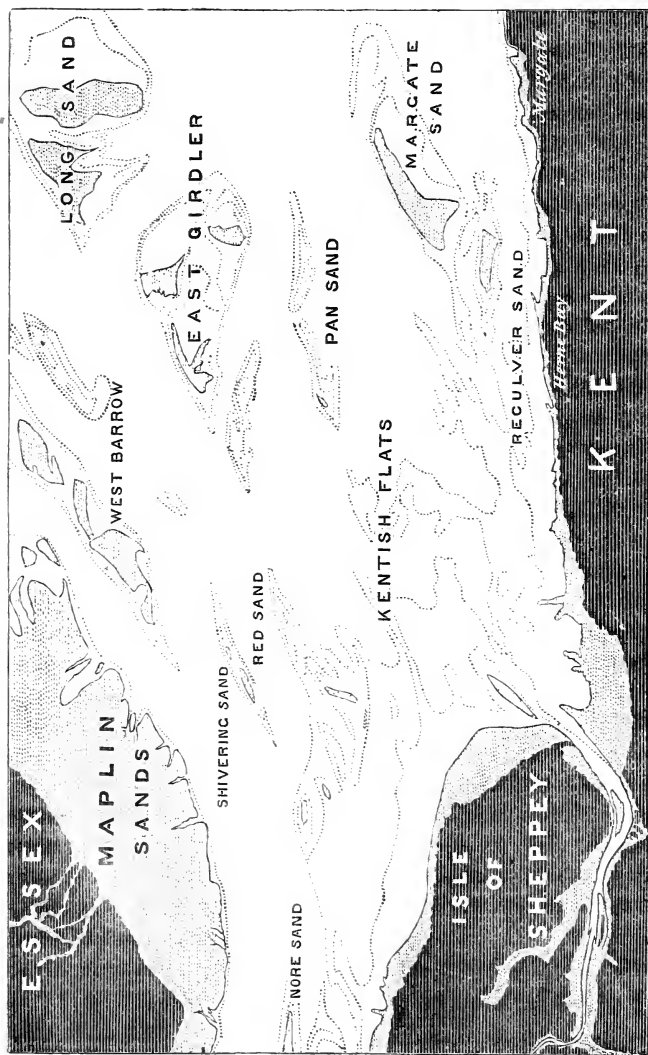 ESSEX
MAPLIN
SANDS
WEST BARROW
LONG SAND
EAST GIRDLER
SHIVERING SAND
RED SAND
NORE SAND
PAN SAND
MARGATE
SAND
KENTISH FLATS
RECULVER SAND
ISLE
OF
SHEPPEY
Herne Bay
Margate
KENT